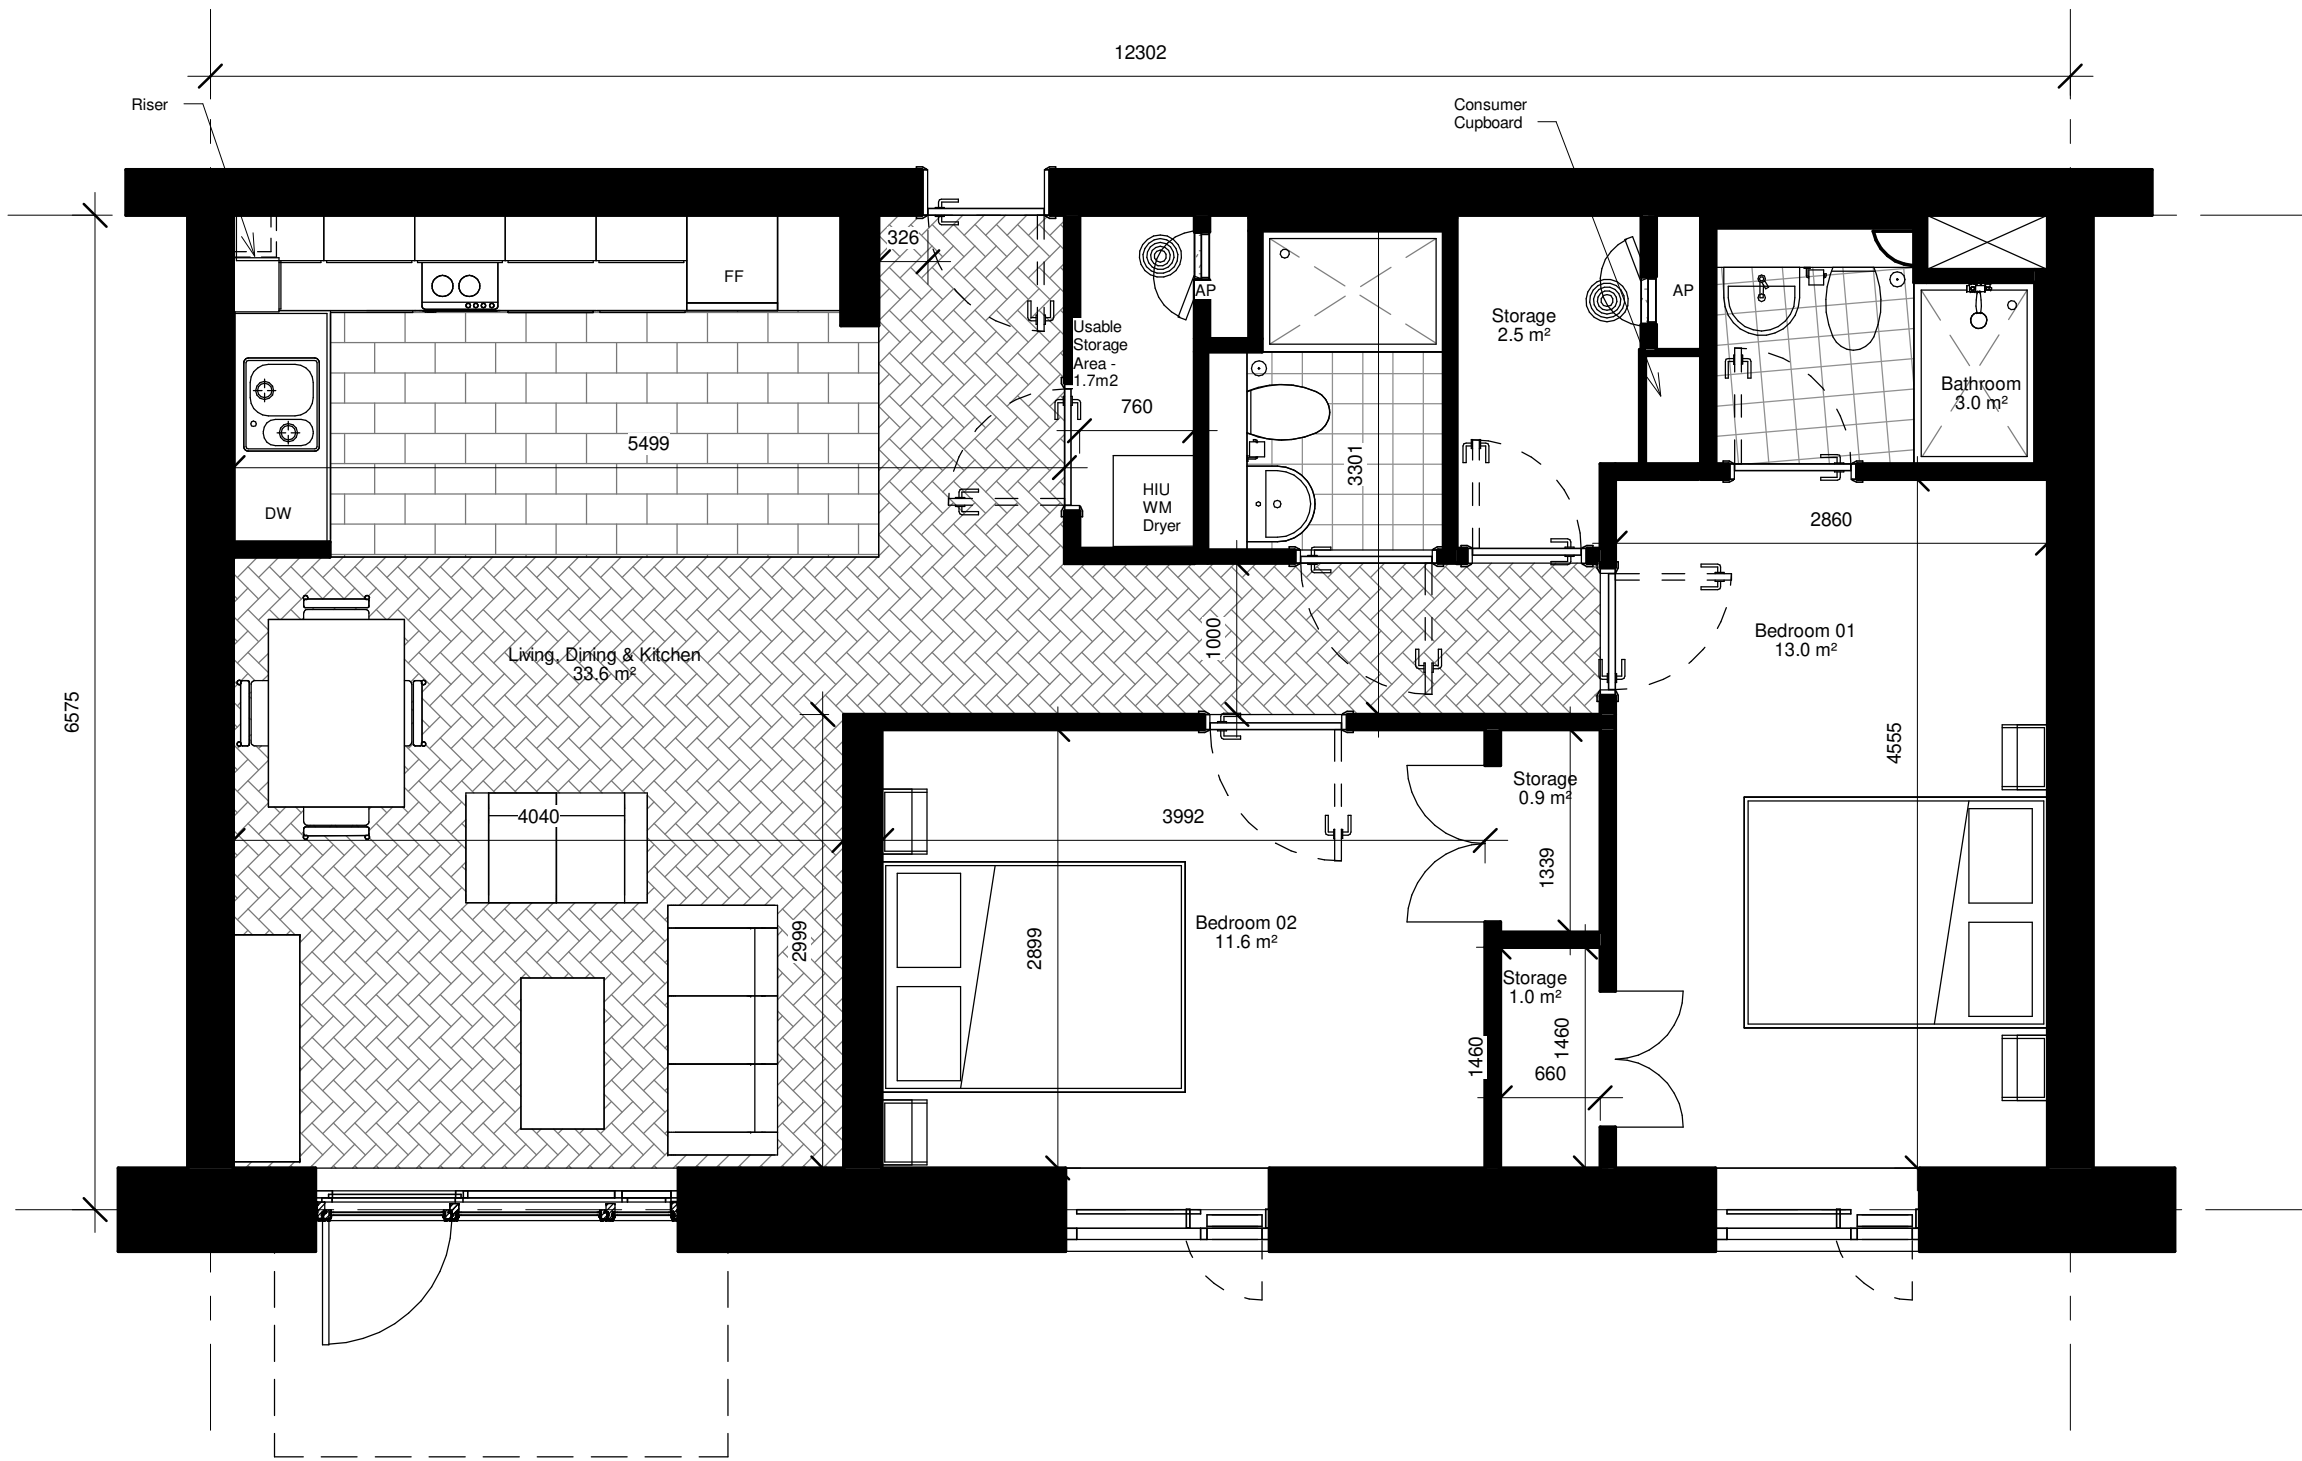 12302
Riser
Consumer
Cupboard
326
FF
AP
AP
Usable
Storage
Area -
1.7m2
Storage
2.5 m²
Bathroom
3.0 m²
760
5499
3301
HIU
WM
Dryer
DW
2860
1000
Bedroom 01
13.0 m²
Living, Dining & Kitchen
33.6 m²
6575
4555
Storage
0.9 m²
4040
3992
1339
2999
2899
Bedroom 02
11.6 m²
Storage
1.0 m²
1460
1460
660